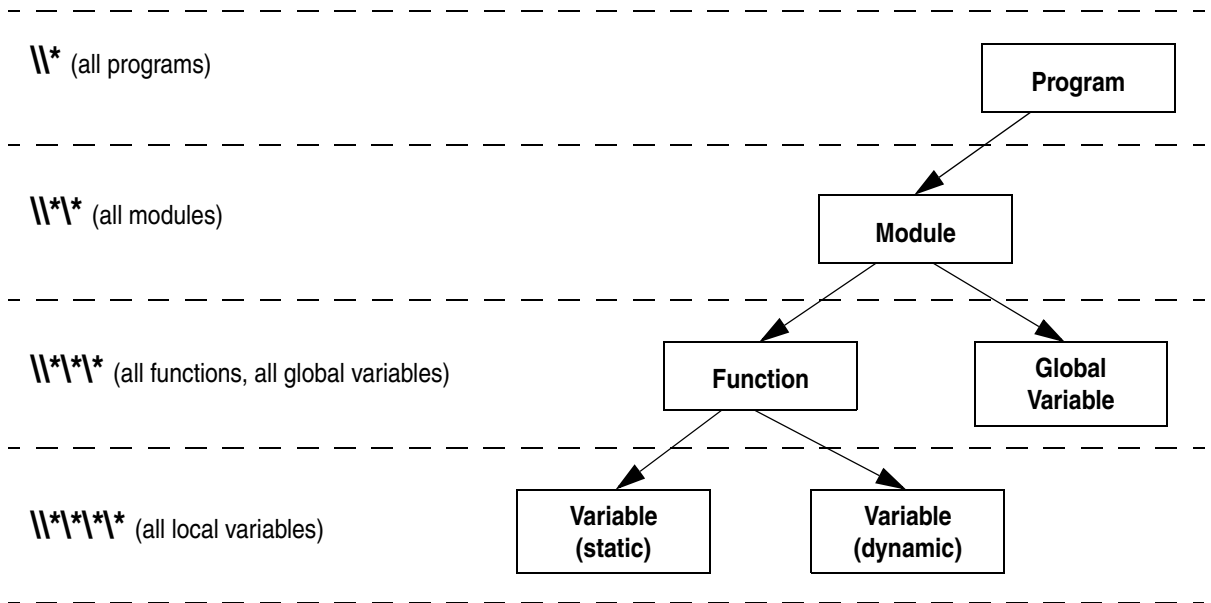 \\* (all programs)
Program
\\*\* (all modules)
Module
\\*\*\* (all functions, all global variables)
Function
Global
Variable
\\*\*\*\* (all local variables)
Variable
(static)
Variable
(dynamic)